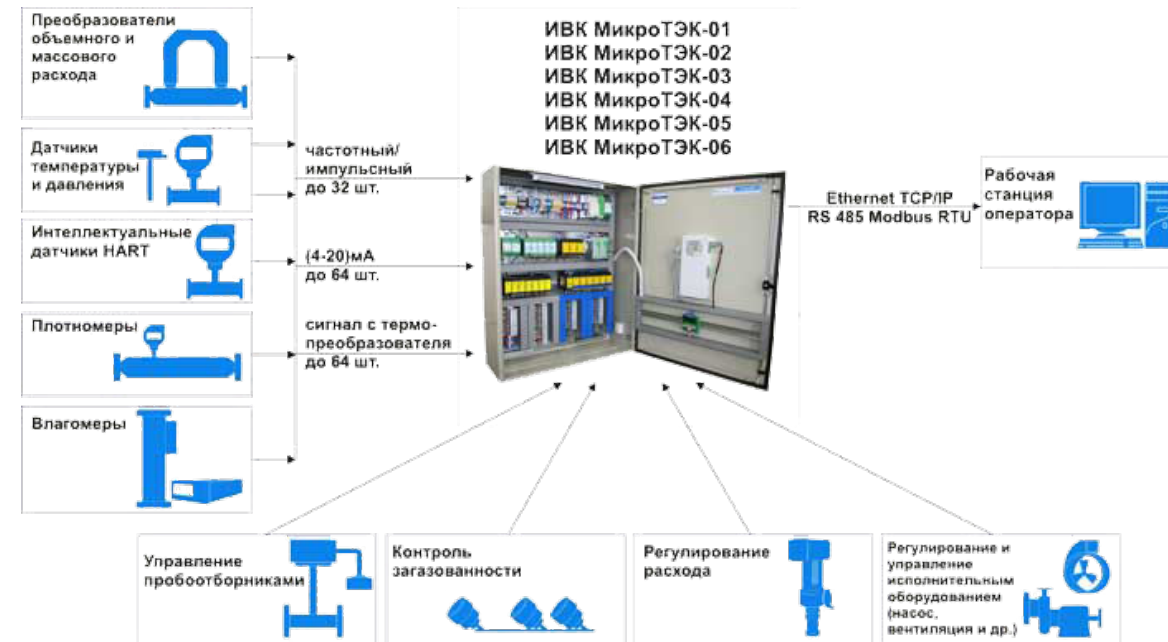 Преобразователи
объемного и
массового
расхода
Датчики
температуры
и давления
Интеллектуальные
датчики HART
Плотномеры
Влагомеры
частотный/
импульсный
до 32 шт.
(4-20)мА
до 64 шт.
сигнал с термо-
преобразователя
до 64 шт.
ИВК МикроТЭК-01
ИВК МикроТЭК-02
ИВК МикроТЭК-03
ИВК МикроТЭК-04
ИВК МикроТЭК-05
ИВК МикроТЭК-06
Ethernet TCP/IP
RS 485 Modbus RTU
Рабочая
станция
оператора
Управление
пробоотборниками
Контроль
загазованности
Регулирование
расхода
Регулирование и
управление
исполнительным
оборудованием
(насос,
вентиляция и др.)